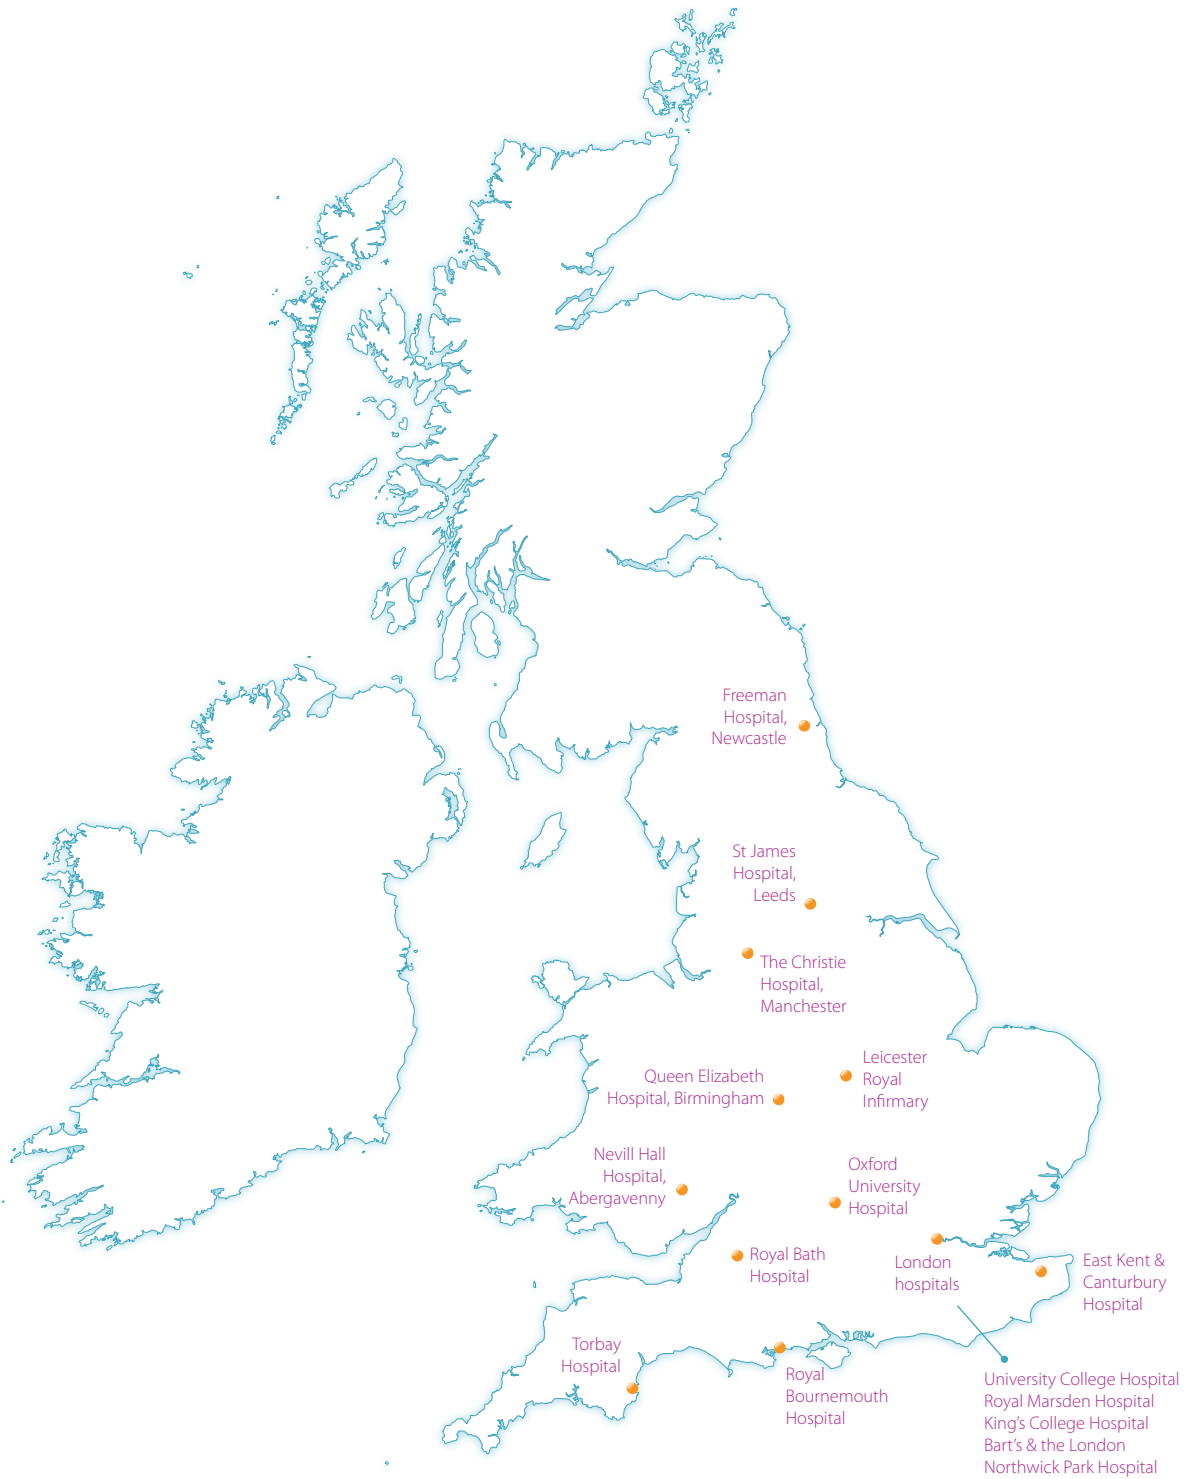 Freeman
Hospital,
Newcastle
St James
Hospital,
Leeds
The Christie
Hospital,
Manchester
Leicester
Royal
Infirmary
Queen Elizabeth
Hospital, Birmingham
Nevill Hall
Hospital,
Abergavenny
Oxford
University
Hospital
Royal Bath
Hospital
London
hospitals
East Kent &
Canturbury
Hospital
Torbay
Hospital
Royal
Bournemouth
Hospital
University College Hospital
Royal Marsden Hospital
King's College Hospital
Bart's & the London
Northwick Park Hospital